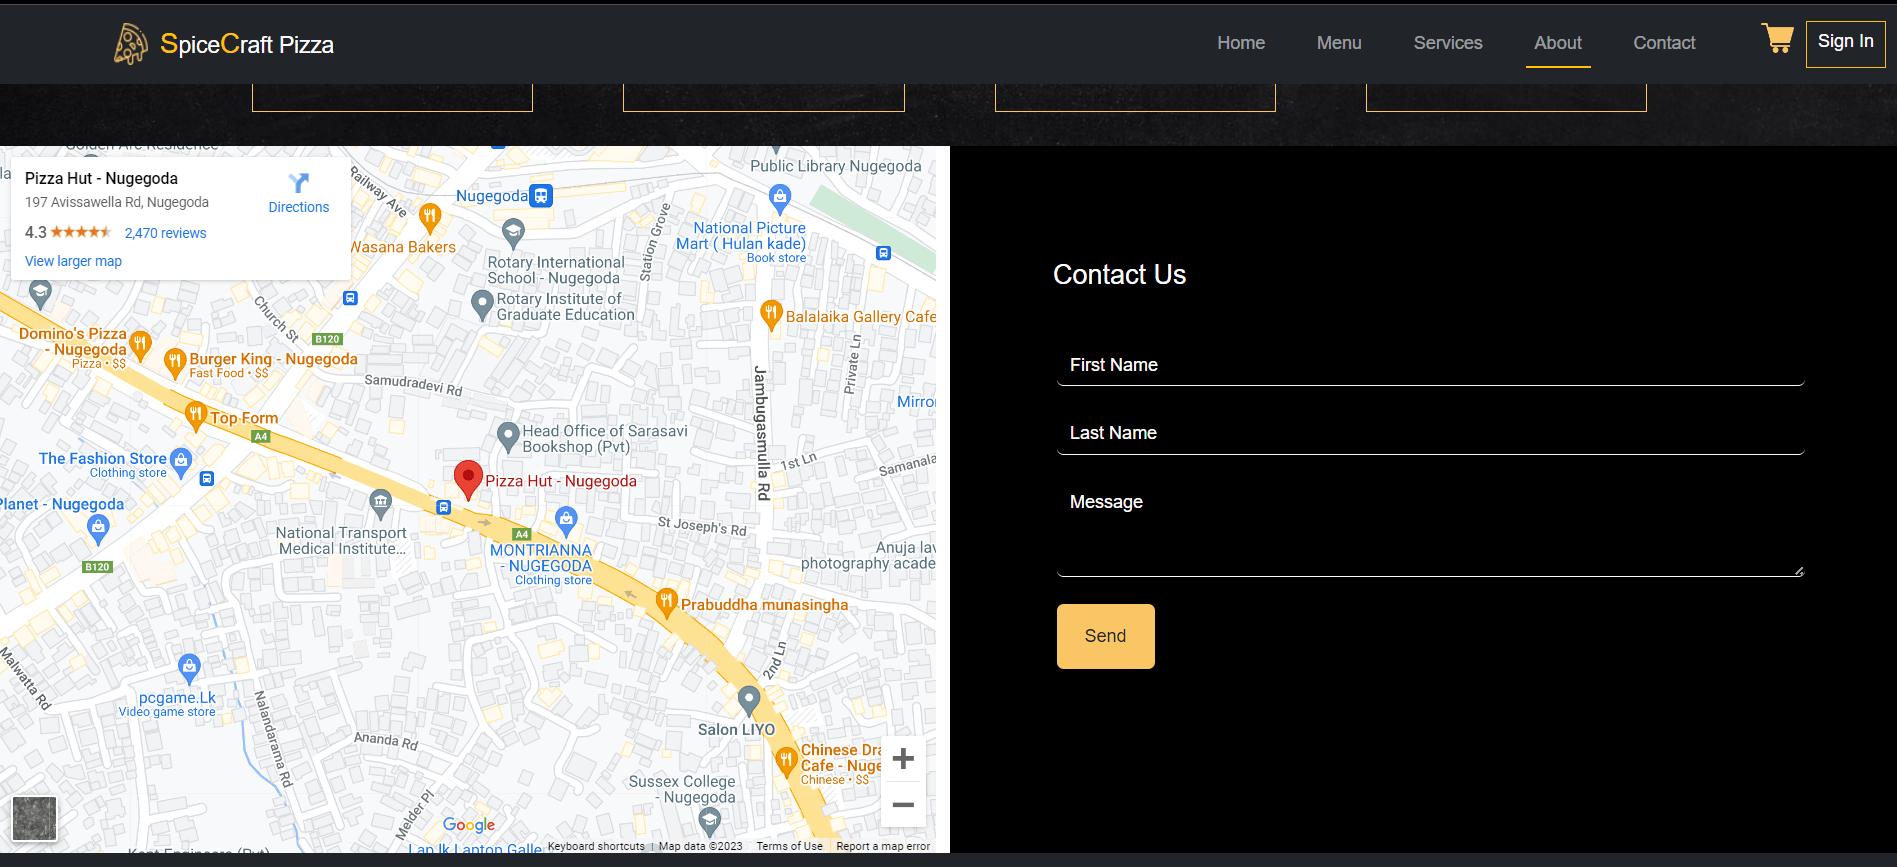 SpiceCraft Pizza
Home
Menu
Services
About
Contact
Sign In
Pizza Hut - Nugegoda
197 Avissawella Rd, Nugegoda
4.3
2,470 reviews
View larger map
Directions
Railway Ave
Nugegoda
Public Library Nugegoda
Wasana Bakers
Rotary International
School - Nugegoda
Station Grove
National Picture
Mart ( Hulan kade)
Book store
Rotary Institute of
Graduate Education
Church St
B120
Balalaika Gallery Cafe
Domino's Pizza
- Nugegoda
Pizza • $$
Burger King - Nugegoda
Fast Food • $$
Samudradevi Rd
Private Ln
Jambugasmulla Rd
Mirro
Top Form
A4
Head Office of Sarasavi
Bookshop (Pvt)
The Fashion Store
Clothing store
1st Ln
Samanala
Pizza Hut - Nugegoda
Planet - Nugegoda
National Transport
Medical Institute...
St Joseph's Rd
A4
MONTRIANNA
- NUGEGODA
Clothing store
Anuja lav
photography acade
B120
Prabuddha munasingha
2nd Ln
Malwatta Rd
pcgame.Lk
Video game store
Nalandarama Rd
Ananda Rd
Salon LIYO
Chinese Dra
Cafe - Nuge
Chinese • $$
Sussex College
- Nugegoda
Melder Pl
Google
Lap.lk Laptop Galle
Keyboard shortcuts
Map data ©2023
Terms of Use
Report a map error
Contact Us
First Name
Last Name
Message
Send